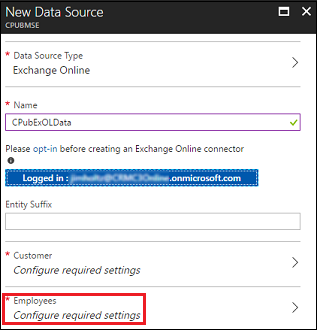 New Data Source
CPUBMSE
* Data Source Type
Exchange Online
* Name
CPubExOLData
Please opt-in before creating an Exchange Online connector
Logged in : .onmicrosoft.com
Entity Suffix
* Customer
Configure required settings
* Employees
Configure required settings